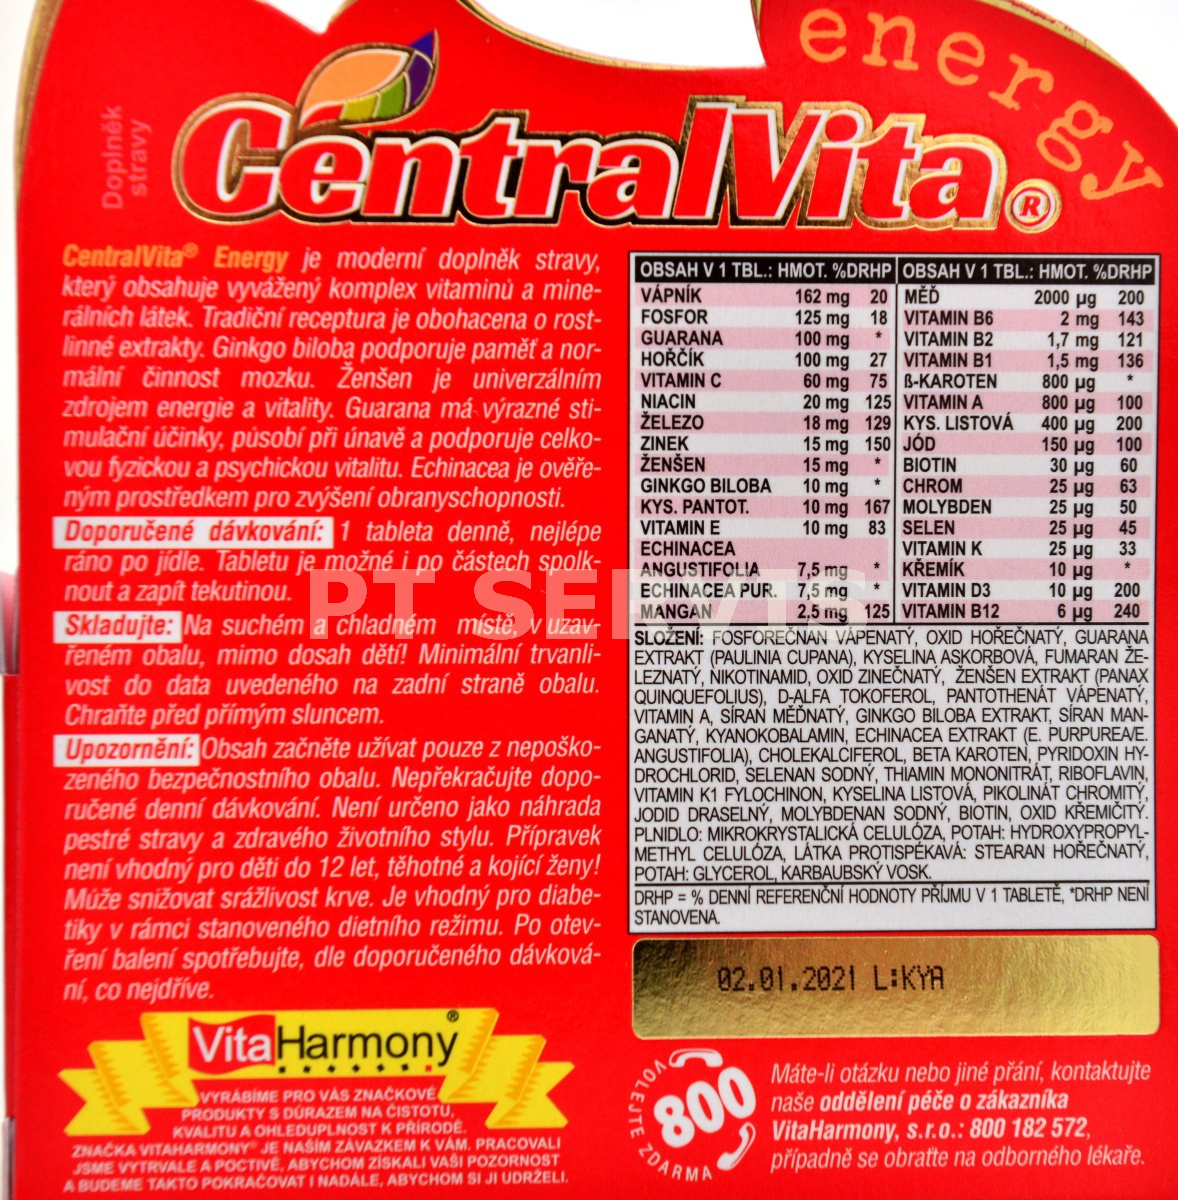 energy
Doplněk
stravy
CentralVita®
CentralVita® Energy je moderní doplněk stravy,
který obsahuje vyvážený komplex vitaminů a mine-
rálních látek. Tradiční receptura je obohacena o rost-
linné extrakty. Ginkgo biloba podporuje paměť a nor-
mální činnost mozku. Ženšen je univerzálním
zdrojem energie a vitality. Guarana má výrazné sti-
mulační účinky, působí při únavě a podporuje celko-
vou fyzickou a psychickou vitalitu. Echinacea je ověře-
ným prostředkem pro zvýšení obranyschopnosti.
Doporučené dávkování: 1 tableta denně, nejlépe
ráno po jídle. Tabletu je možné i po částech spolk-
nout a zapít tekutinou.
Skladujte: Na suchém a chladném místě, v uzav-
řeném obalu, mimo dosah dětí! Minimální trvanli-
vost do data uvedeného na zadní straně obalu.
Chraňte před přímým sluncem.
Upozornění: Obsah začněte užívat pouze z nepoško-
zeného bezpečnostního obalu. Nepřekračujte dopo-
ručené denní dávkování. Není určeno jako náhrada
pestré stravy a zdravého životního stylu. Přípravek
není vhodný pro děti do 12 let, těhotné a kojící ženy!
Může snižovat srážlivost krve. Je vhodný pro diabe-
tiky v rámci stanoveného dietního režimu. Po otev-
ření balení spotřebujte, dle doporučeného dávková-
ní, co nejdříve.
VitaHarmony®
VYRÁBÍME PRO VÁS ZNAČKOVÉ
PRODUKTY S DŮRAZEM NA ČISTOTU,
KVALITU A OHLEDUPLNOST K PŘÍRODĚ.
ZNAČKA VITAHARMONY® JE NAŠÍM ZÁVAZKEM K VÁM. PRACOVALI
JSME VYTRVALE A POCTIVĚ, ABYCHOM ZÍSKALI VAŠI POZORNOST
A BUDEME TAKTO POKRAČOVAT I NADÁLE, ABYCHOM SI JI UDRŽELI.
OBSAH V 1 TBL.: HMOT. %DRHP
VÁPNÍK 162 mg 20
FOSFOR 125 mg 18
GUARANA 100 mg *
HOŘČÍK 100 mg 27
VITAMIN C 60 mg 75
NIACIN 20 mg 125
ŽELEZO 18 mg 129
ZINEK 15 mg 150
ŽENŠEN 15 mg *
GINKGO BILOBA 10 mg *
KYS. PANTOT. 10 mg 167
VITAMIN E 10 mg 83
ECHINACEA
ANGUSTIFOLIA 7,5 mg *
ECHINACEA PUR. 7,5 mg *
MANGAN 2,5 mg 125
OBSAH V 1 TBL.: HMOT. %DRHP
MĚĎ 2000 µg 200
VITAMIN B6 2 mg 143
VITAMIN B2 1,7 mg 121
VITAMIN B1 1,5 mg 136
ß-KAROTEN 800 µg *
VITAMIN A 800 µg 100
KYS. LISTOVÁ 400 µg 200
JÓD 150 µg 100
BIOTIN 30 µg 60
CHROM 25 µg 63
MOLYBDEN 25 µg 50
SELEN 25 µg 45
VITAMIN K 25 µg 33
KŘEMÍK 10 µg *
VITAMIN D3 10 µg 200
VITAMIN B12 6 µg 240
SLOŽENÍ: FOSFOREČNAN VÁPENATÝ, OXID HOŘEČNATÝ, GUARANA
EXTRAKT (PAULINIA CUPANA), KYSELINA ASKORBOVÁ, FUMARAN ŽE-
LEZNATÝ, NIKOTINAMID, OXID ZINEČNATÝ, ŽENŠEN EXTRAKT (PANAX
QUINQUEFOLIUS), D-ALFA TOKOFEROL, PANTOTHENÁT VÁPENATÝ,
VITAMIN A, SÍRAN MĚĎNATÝ, GINKGO BILOBA EXTRAKT, SÍRAN MAN-
GANATÝ, KYANOKOBALAMIN, ECHINACEA EXTRAKT (E. PURPUREA/E.
ANGUSTIFOLIA), CHOLEKALCIFEROL, BETA KAROTEN, PYRIDOXIN HY-
DROCHLORID, SELENAN SODNÝ, THIAMIN MONONITRÁT, RIBOFLAVIN,
VITAMIN K1 FYLOCHINON, KYSELINA LISTOVÁ, PIKOLINÁT CHROMITÝ,
JODID DRASELNÝ, MOLYBDENAN SODNÝ, BIOTIN, OXID KŘEMIČITÝ.
PLNIDLO: MIKROKRYSTALICKÁ CELULÓZA, POTAH: HYDROXYPROPYL-
METHYL CELULÓZA, LÁTKA PROTISPÉKAVÁ: STEARAN HOŘEČNATÝ,
POTAH: GLYCEROL, KARBAUBSKÝ VOSK.
DRHP = % DENNÍ REFERENČNÍ HODNOTY PŘÍJMU V 1 TABLETĚ, *DRHP NENÍ
STANOVENA.
02.01.2021 L:KYA
VOLEJTE ZDARMA
800
Máte-li otázku nebo jiné přání, kontaktujte
naše oddělení péče o zákazníka
VitaHarmony, s.r.o.: 800 182 572,
případně se obraťte na odborného lékaře.
PT SERVIS